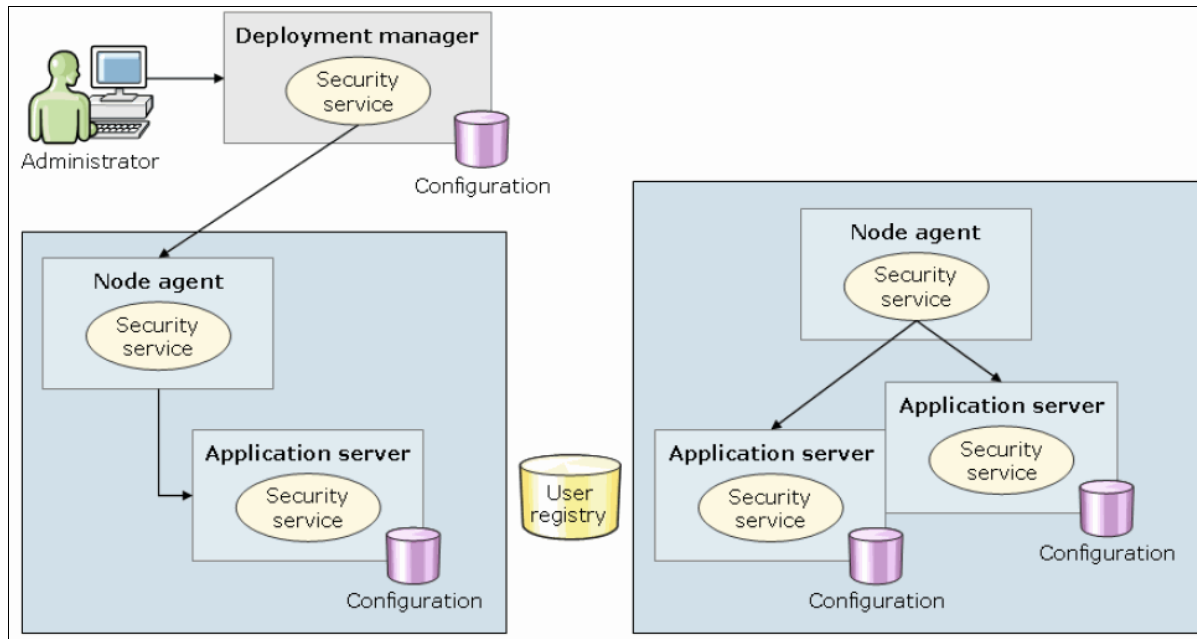 Deployment manager
Security
service
Administrator
Configuration
Node agent
Security
service
Application server
Security
service
Configuration
User
registry
Node agent
Security
service
Application server
Security
service
Configuration
Application server
Security
service
Configuration